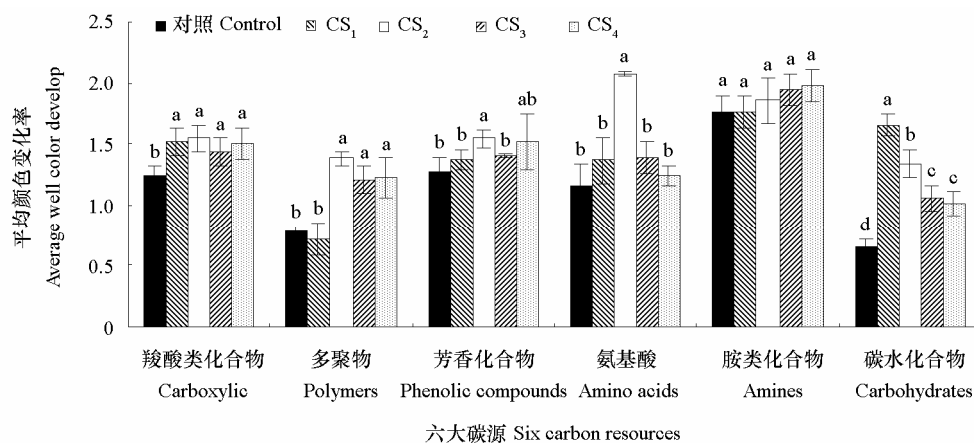 对照 Control CS₁ CS₂ CS₃ CS₄
平均颜色变化率
Average well color develop
2.5
2.0
1.5
1.0
0.5
0
b a a a a
b b a a a
b b a b ab
b b a b b
a a a a a
d a b c c
羧酸类化合物 多聚物 芳香化合物 氨基酸 胺类化合物 碳水化合物
Carboxylic Polymers Phenolic compounds Amino acids Amines Carbohydrates
六大碳源 Six carbon resources